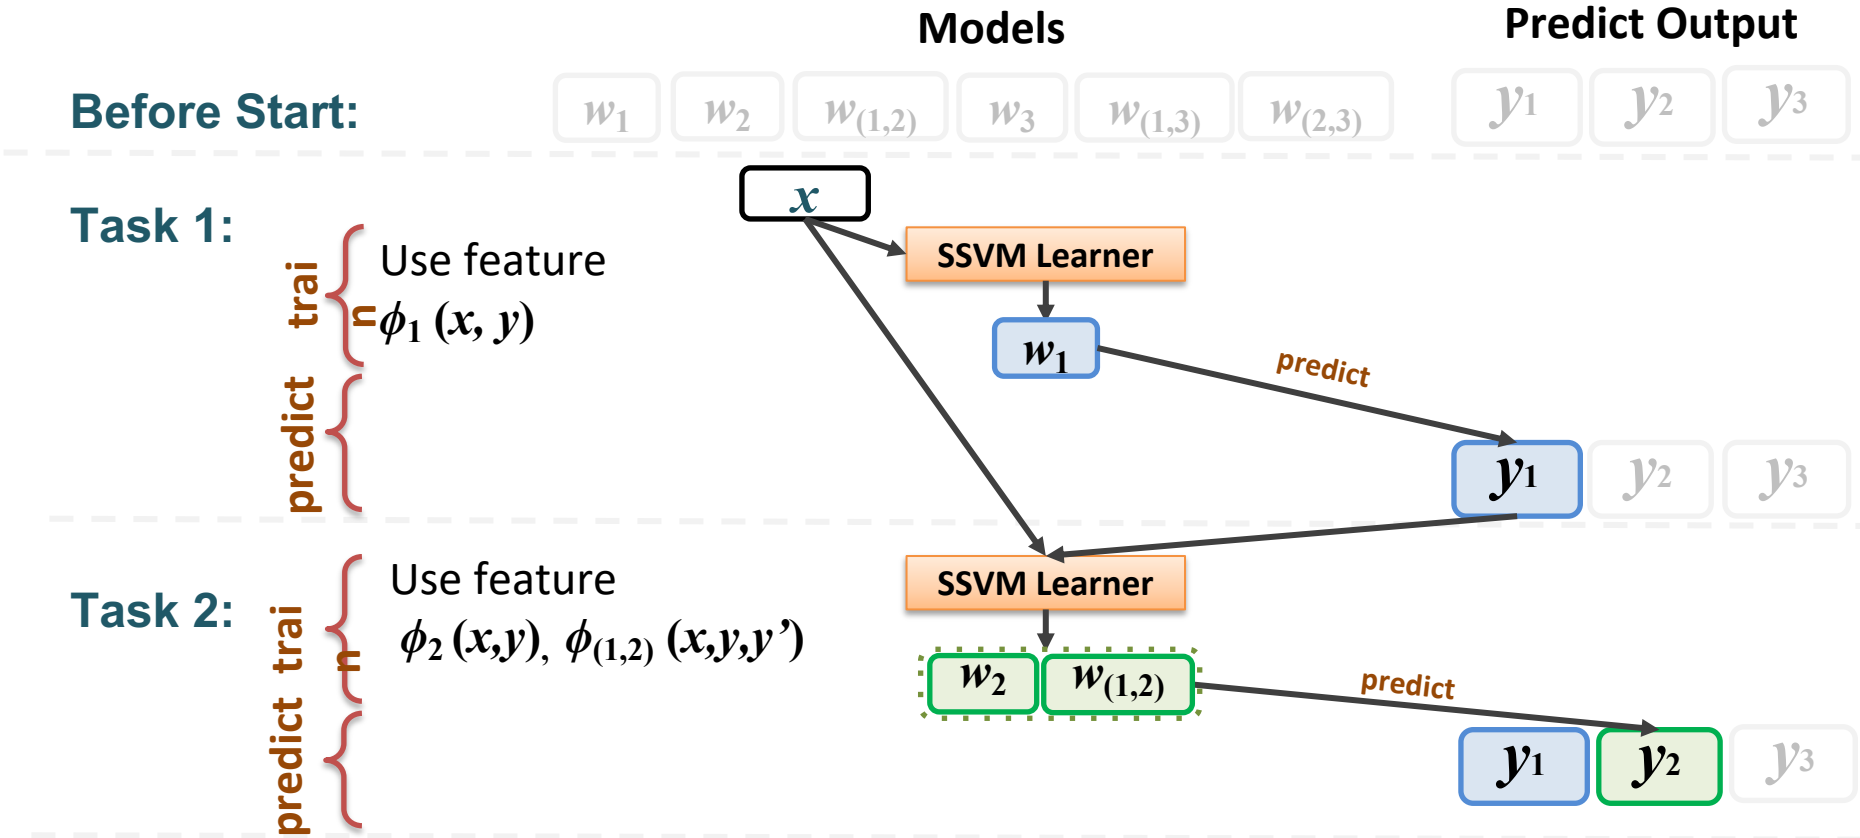 Models
Predict Output
Before Start:
w1 w2 w(1,2) w3 w(1,3) w(2,3) y1 y2 y3
x
Task 1:
train
Use feature
ϕ1 (x, y)
SSVM Learner
w1
predict
predict
y1 y2 y3
Task 2:
train
Use feature
ϕ2 (x,y), ϕ(1,2) (x,y,y’)
SSVM Learner
w2 w(1,2)
predict
predict
y1 y2 y3